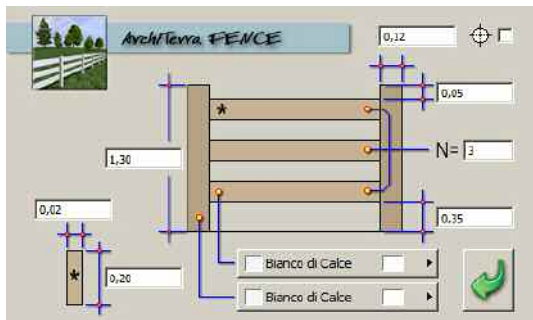 ArchiTerra FENCE
0,12
0,05
1,30
N= 3
0,02
0,35
* 
0,20
*
Bianco di Calce
Bianco di Calce